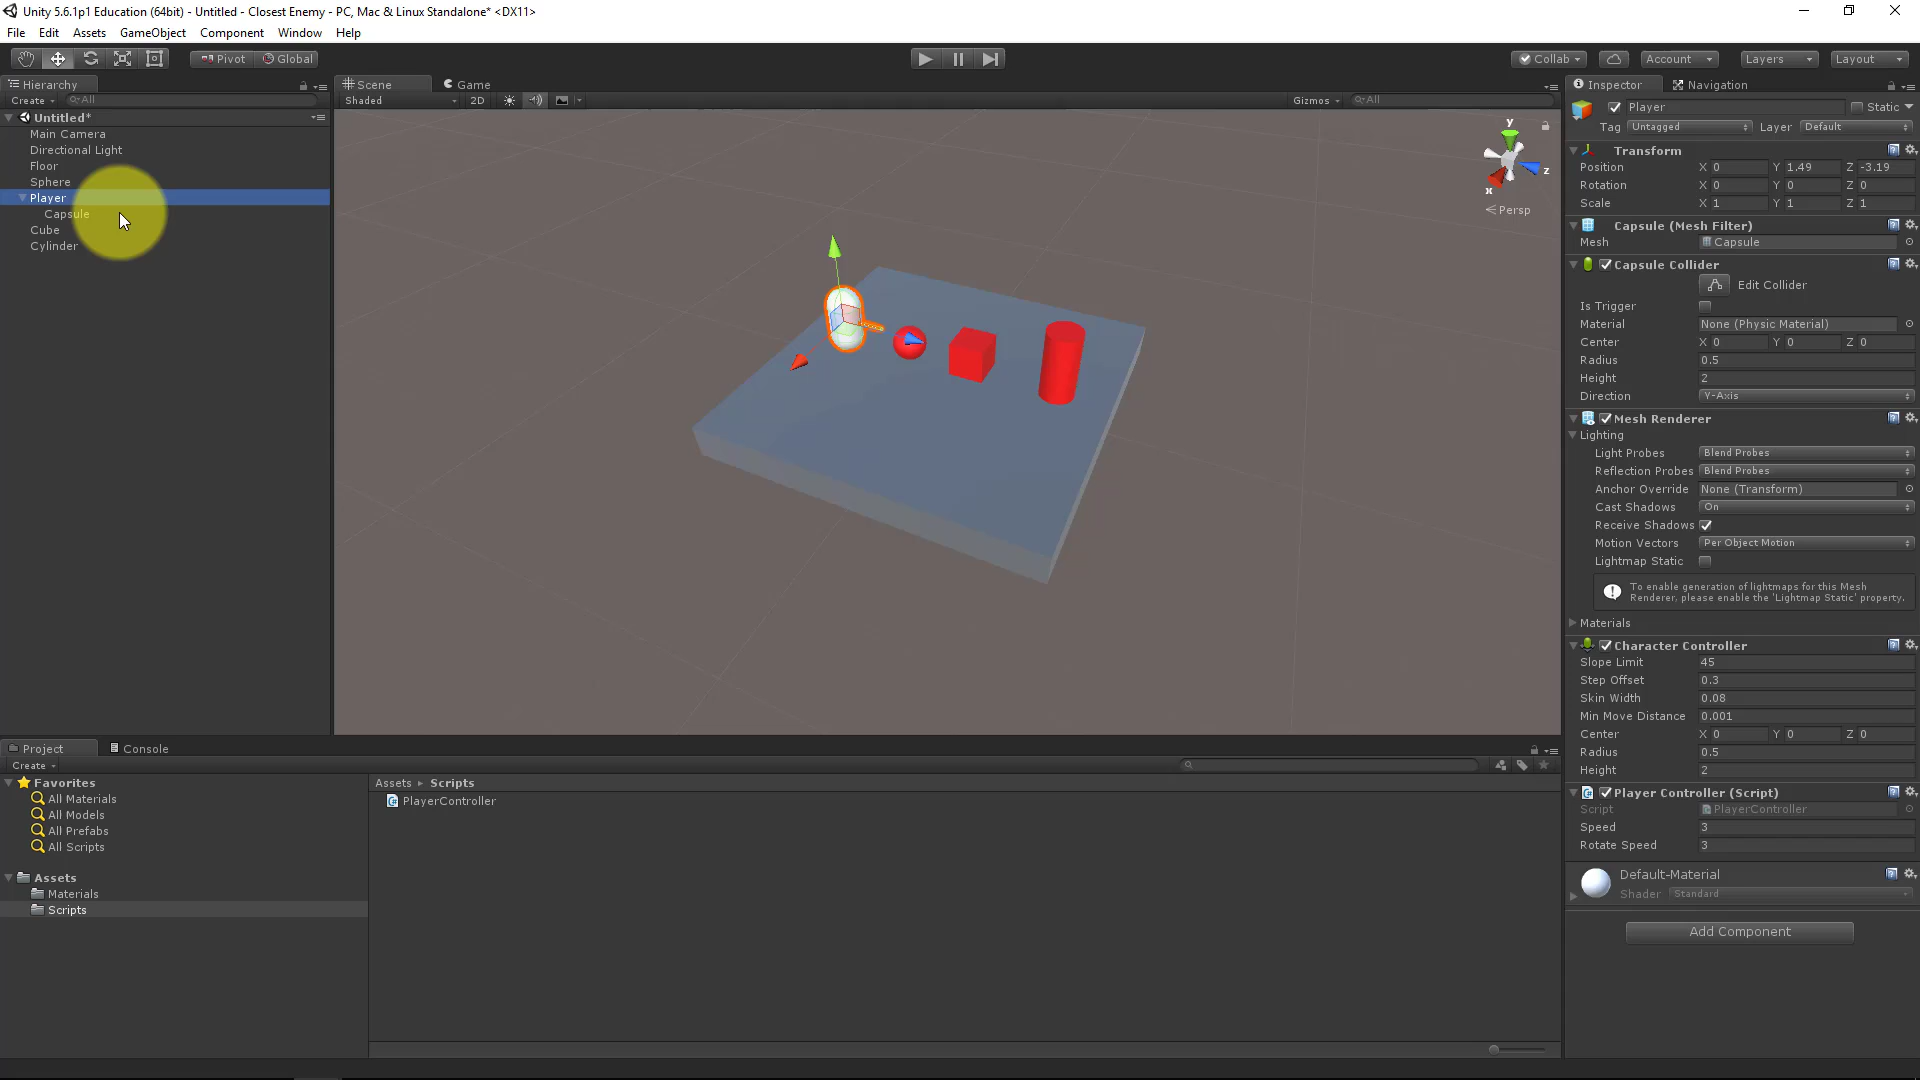 Unity 5.6.1p1 Education (64bit) - Untitled - Closest Enemy - PC, Mac & Linux Standalone* <DX11>
File Edit Assets GameObject Component Window Help
Pivot Global Collab Account Layers Layout
Hierarchy
Create All
Untitled*
Main Camera
Directional Light
Floor
Sphere
Player
Capsule
Cube
Cylinder
Scene Game
Shaded 2D Gizmos All
y
z
x
Persp
Inspector Navigation
Player Static
Tag Untagged Layer Default
Transform
Position X 0 Y 1.49 Z -3.19
Rotation X 0 Y 0 Z 0
Scale X 1 Y 1 Z 1
Capsule (Mesh Filter)
Mesh Capsule
Capsule Collider
Edit Collider
Is Trigger
Material None (Physic Material)
Center X 0 Y 0 Z 0
Radius 0.5
Height 2
Direction Y-Axis
Mesh Renderer
Lighting
Light Probes Blend Probes
Reflection Probes Blend Probes
Anchor Override None (Transform)
Cast Shadows On
Receive Shadows
Motion Vectors Per Object Motion
Lightmap Static
To enable generation of lightmaps for this Mesh
Renderer, please enable the 'Lightmap Static' property.
Materials
Character Controller
Slope Limit 45
Step Offset 0.3
Skin Width 0.08
Min Move Distance 0.001
Center X 0 Y 0 Z 0
Radius 0.5
Height 2
Player Controller (Script)
Script PlayerController
Speed 3
Rotate Speed 3
Default-Material
Shader Standard
Add Component
Project Console
Create
Favorites
All Materials
All Models
All Prefabs
All Scripts
Assets
Materials
Scripts
Assets Scripts
PlayerController